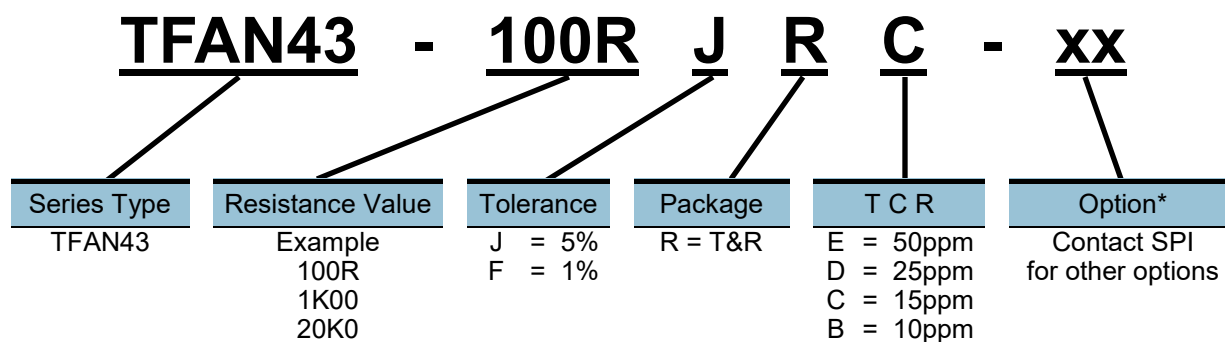 TFAN43 - 100R J R C - xx
Series Type Resistance Value Tolerance Package T C R Option*
TFAN43 Example J = 5% R = T&R E = 50ppm Contact SPI
100R F = 1% D = 25ppm for other options
1K00 C = 15ppm
20K0 B = 10ppm